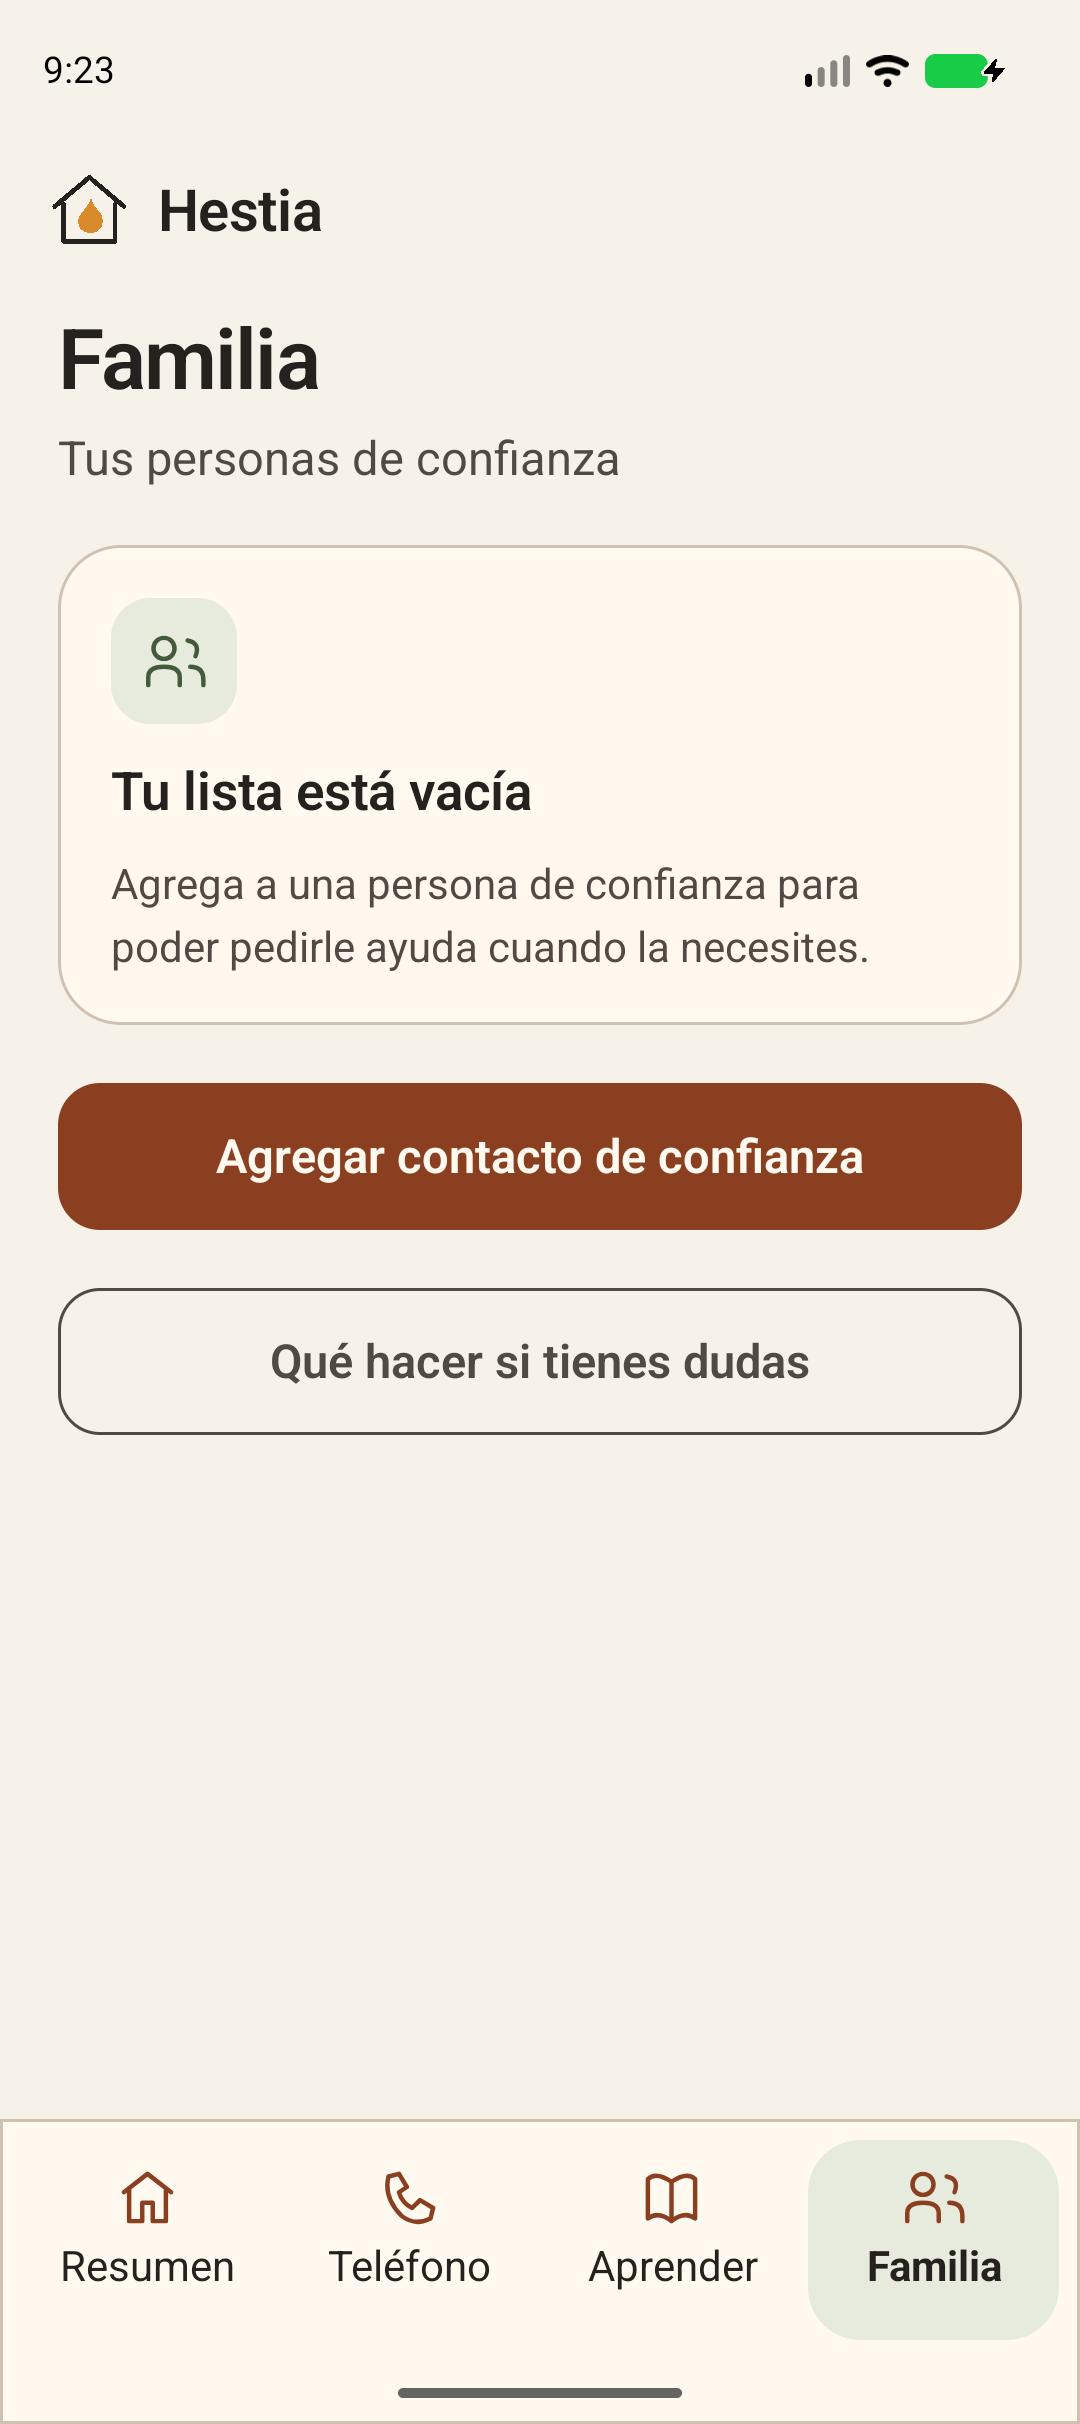 9:23
Hestia
Familia
Tus personas de confianza
Tu lista está vacía
Agrega a una persona de confianza para
poder pedirle ayuda cuando la necesites.
Agregar contacto de confianza
Qué hacer si tienes dudas
Resumen
Teléfono
Aprender
Familia